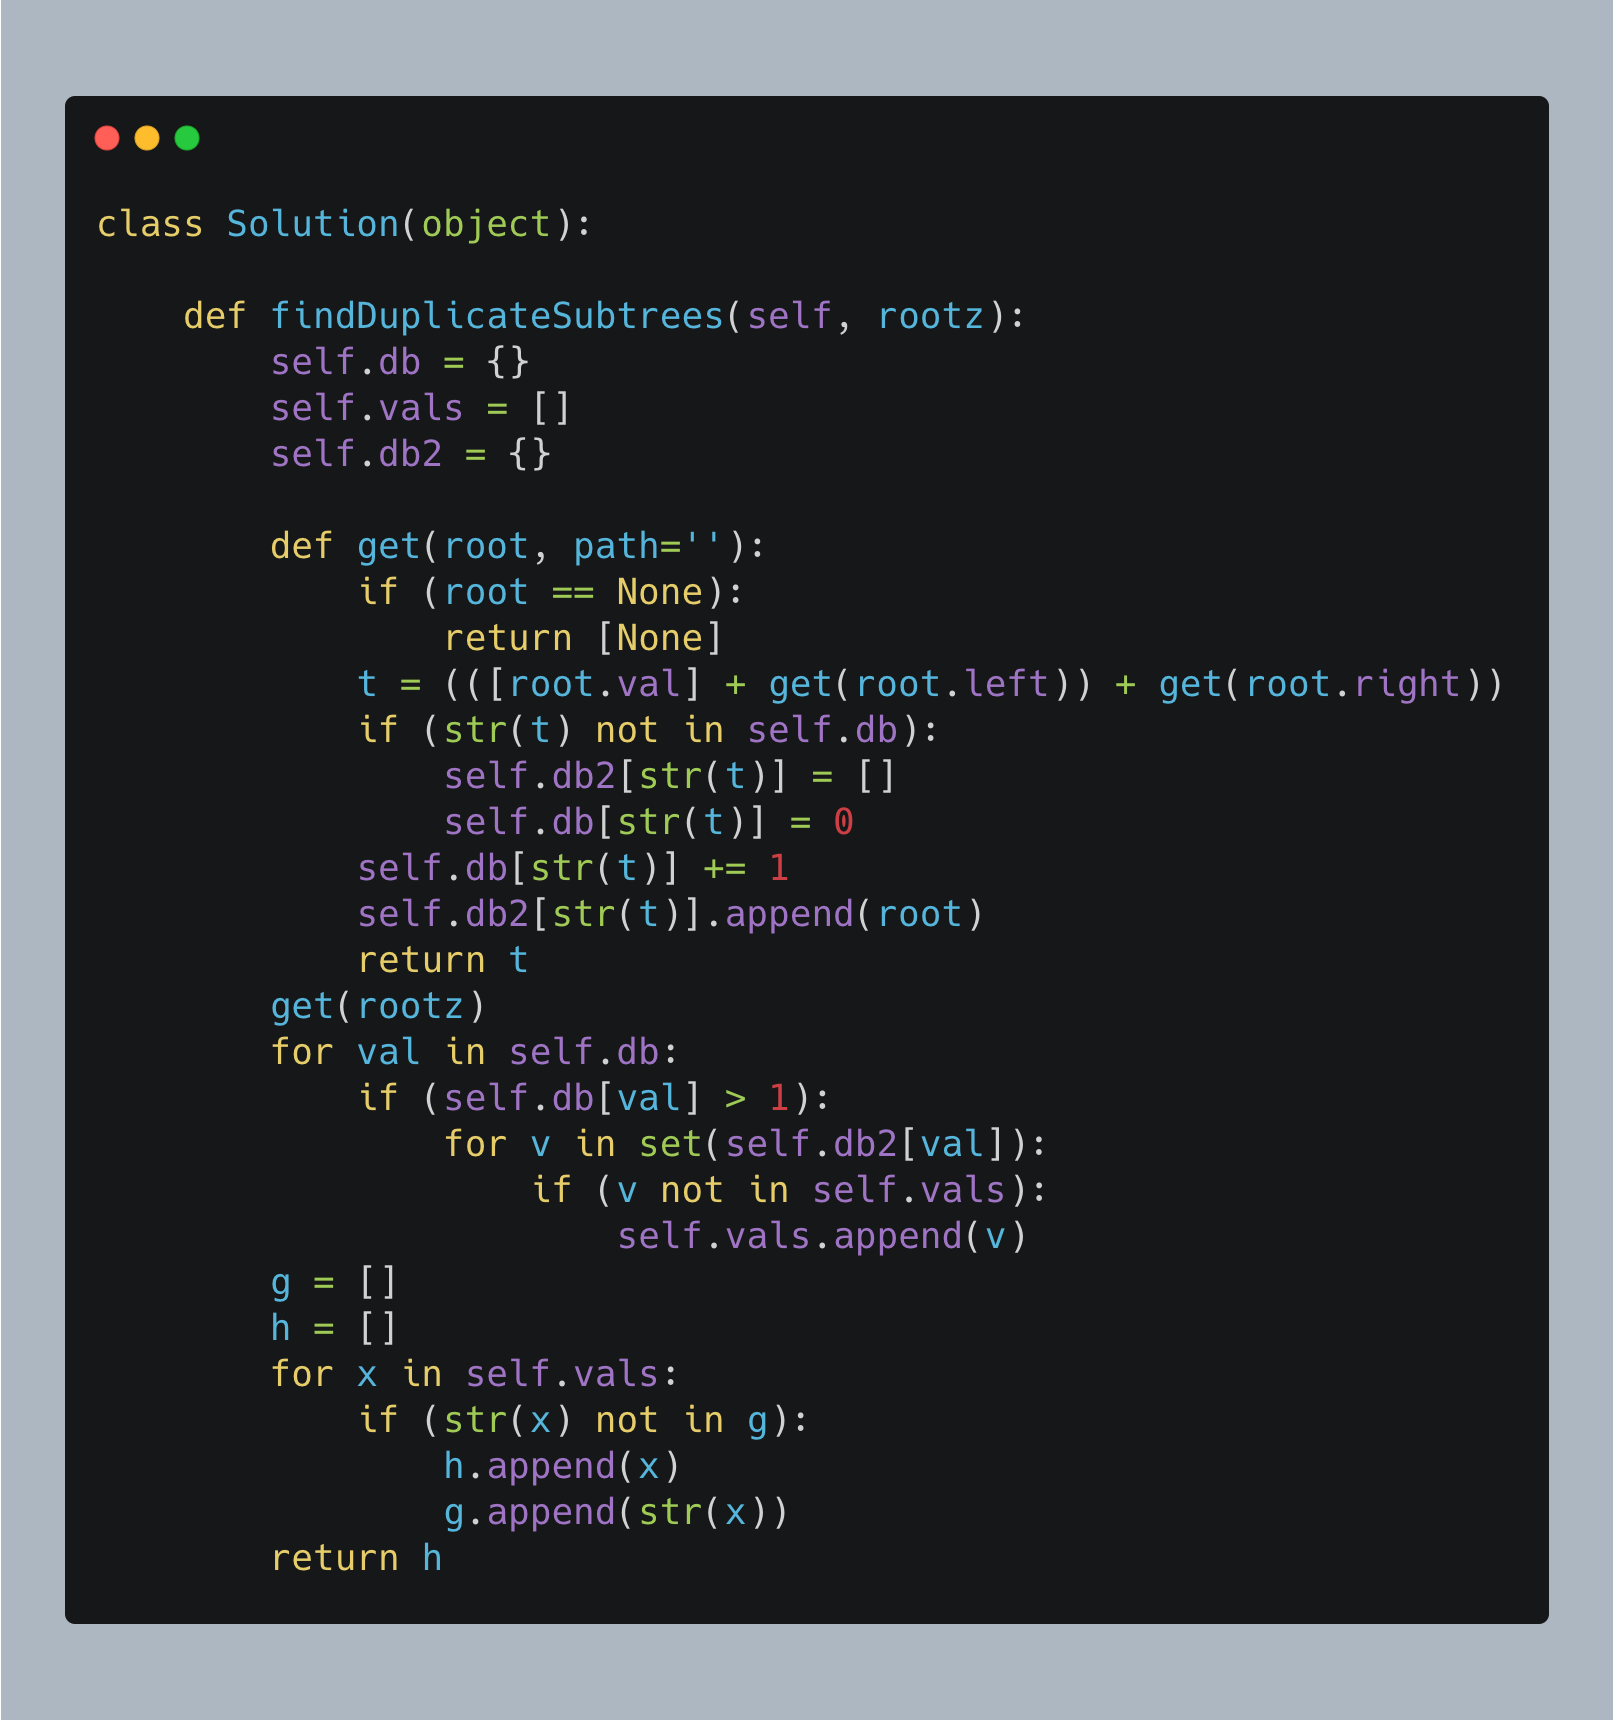 class Solution(object):

    def findDuplicateSubtrees(self, rootz):
        self.db = {}
        self.vals = []
        self.db2 = {}

        def get(root, path=''):
            if (root == None):
                return [None]
            t = (([root.val] + get(root.left)) + get(root.right))
            if (str(t) not in self.db):
                self.db2[str(t)] = []
                self.db[str(t)] = 0
            self.db[str(t)] += 1
            self.db2[str(t)].append(root)
            return t
        get(rootz)
        for val in self.db:
            if (self.db[val] > 1):
                for v in set(self.db2[val]):
                    if (v not in self.vals):
                        self.vals.append(v)
        g = []
        h = []
        for x in self.vals:
            if (str(x) not in g):
                h.append(x)
                g.append(str(x))
        return h